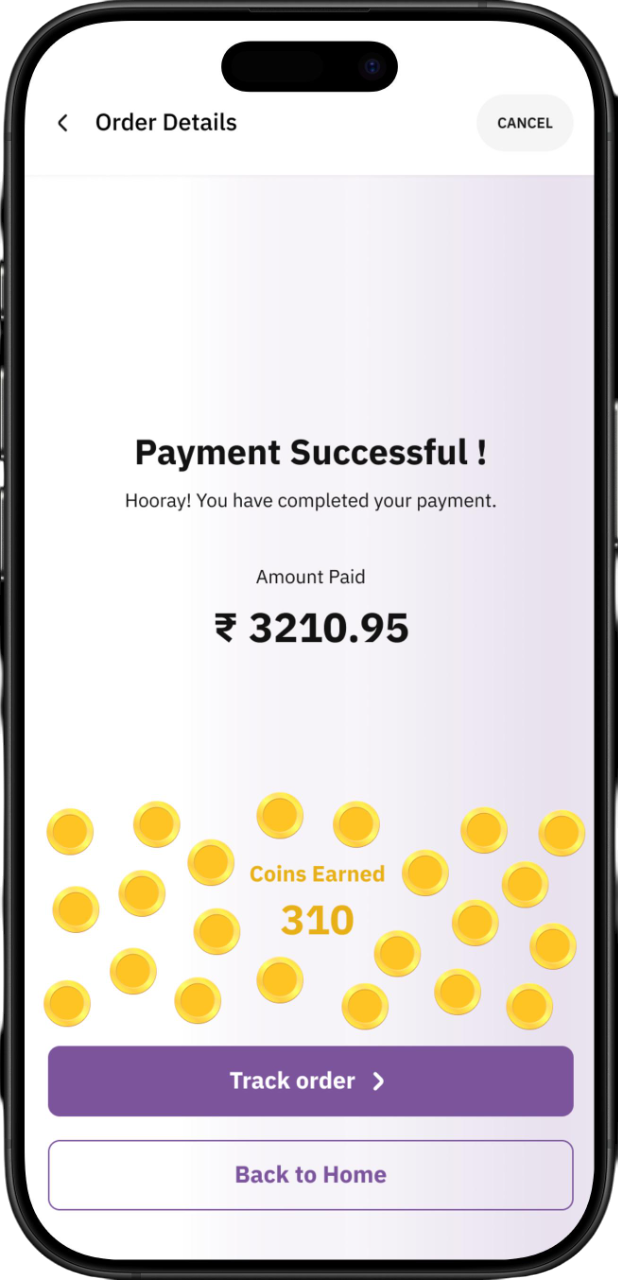 Order Details
CANCEL
Payment Successful !
Hooray! You have completed your payment.
Amount Paid
₹ 3210.95
Coins Earned
310
Track order
Back to Home